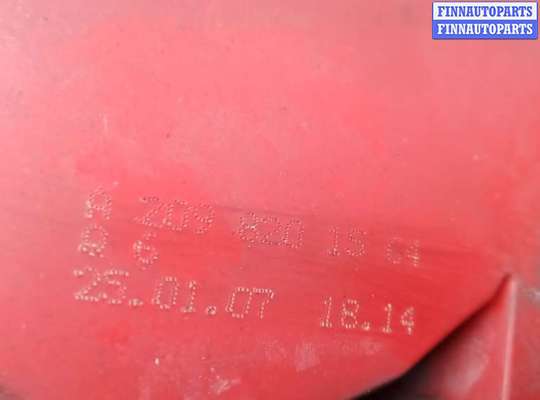 FINNAUTOPARTS
FINNAUTOPARTS
A 209 820 15 64
Q 6
25.01.07 18.14